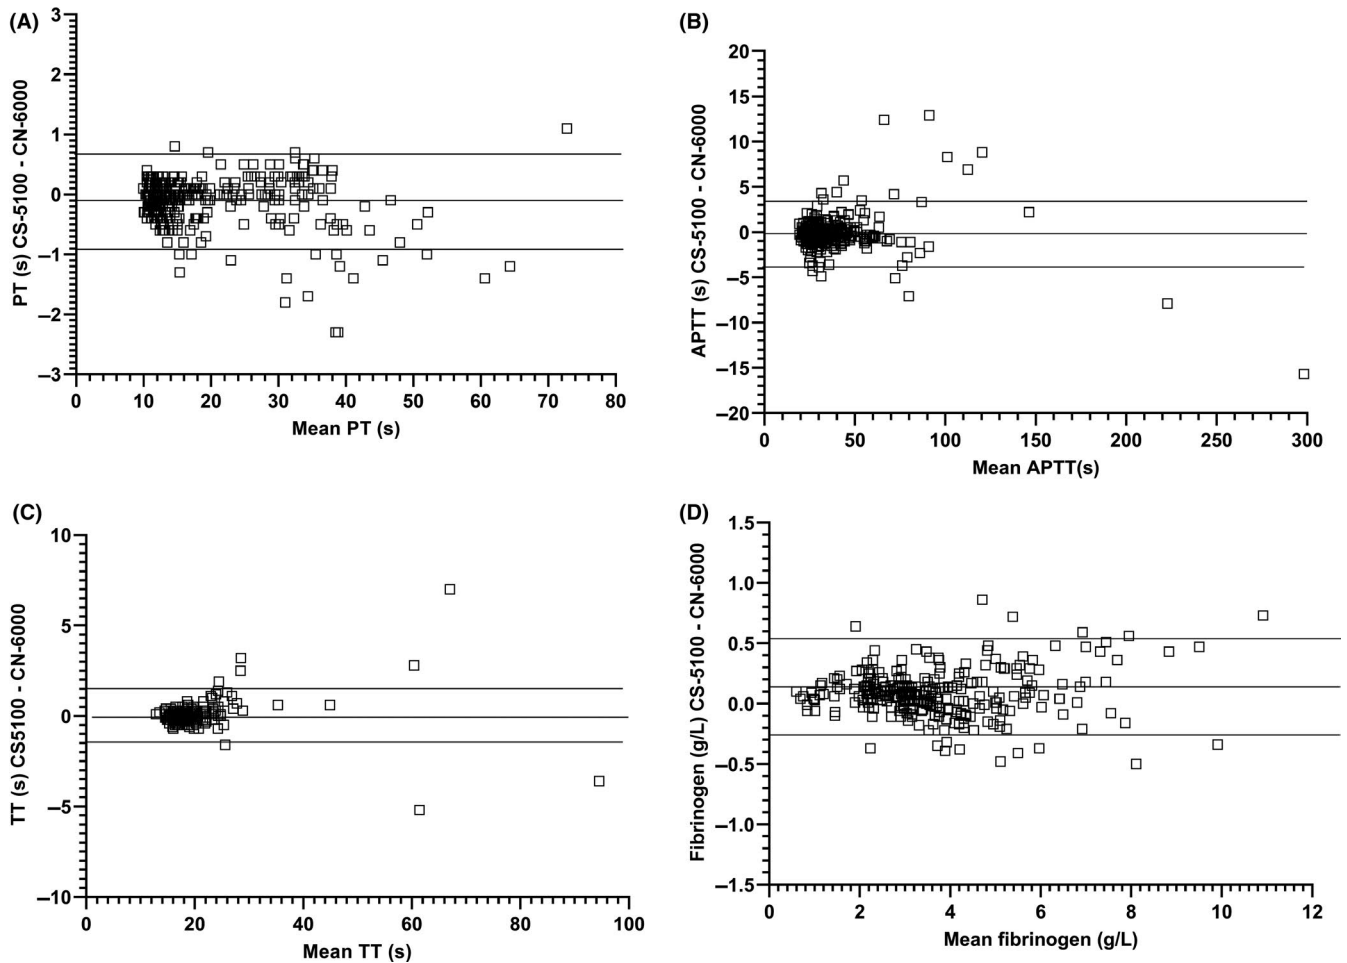 (A)
3
2
1
0
–1
–2
–3
PT (s) CS-5100 - CN-6000
0 10 20 30 40 50 60 70 80
Mean PT (s)
(B)
20
15
10
5
0
–5
–10
–15
–20
APTT (s) CS-5100 - CN-6000
0 50 100 150 200 250 300
Mean APTT(s)
(C)
10
5
0
–5
–10
TT (s) CS5100 - CN-6000
0 20 40 60 80 100
Mean TT (s)
(D)
1.5
1.0
0.5
0.0
–0.5
–1.0
–1.5
Fibrinogen (g/L) CS-5100 - CN-6000
0 2 4 6 8 10 12
Mean fibrinogen (g/L)